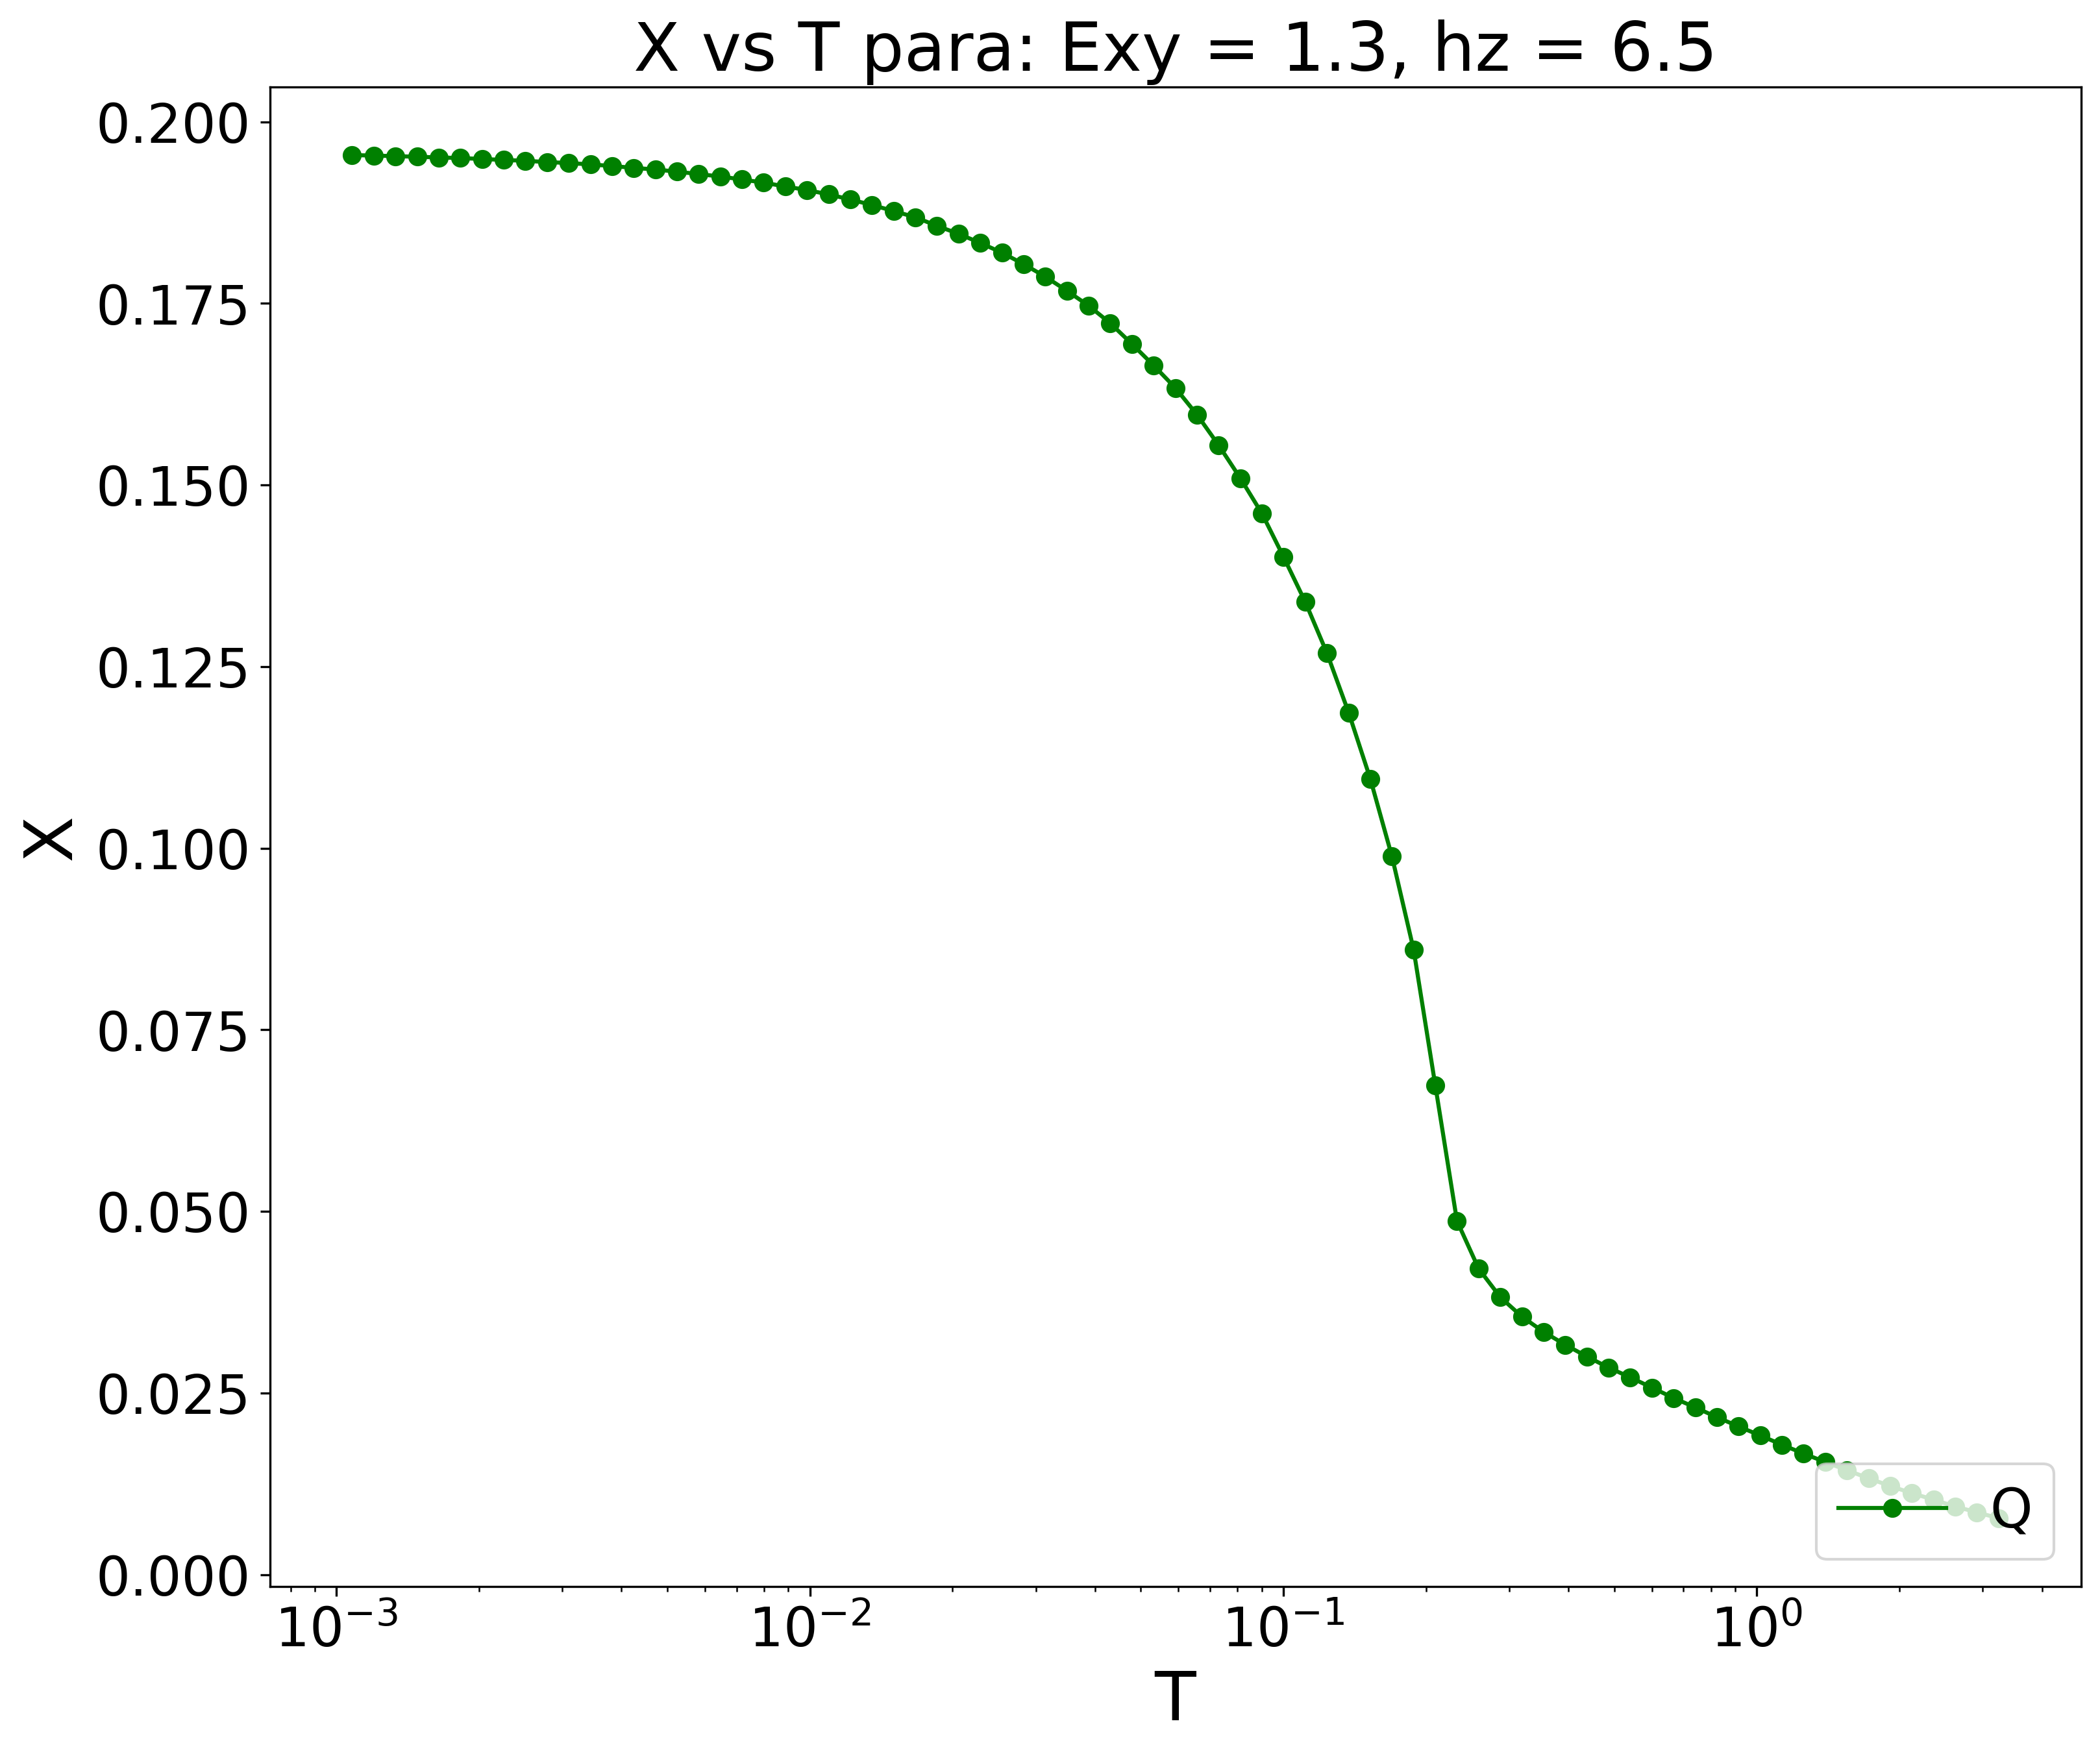 X vs T para: Exy = 1.3, hz = 6.5
X
0.200
0.175
0.150
0.125
0.100
0.075
0.050
0.025
0.000
Q
10⁻³ 10⁻² 10⁻¹ 10⁰
T